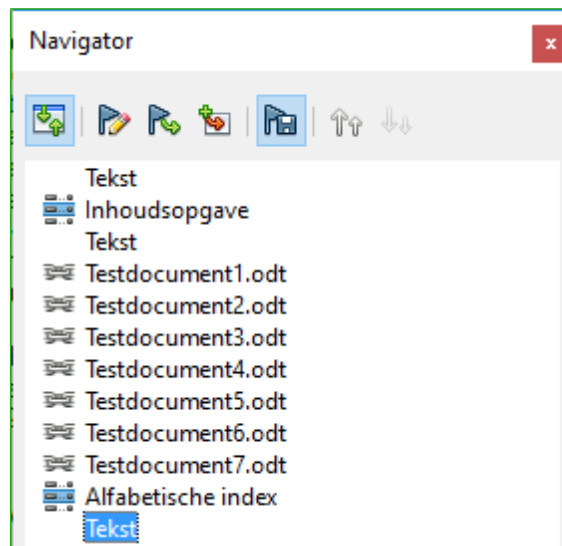 Navigator
x
Tekst
Inhoudsopgave
Tekst
Testdocument1.odt
Testdocument2.odt
Testdocument3.odt
Testdocument4.odt
Testdocument5.odt
Testdocument6.odt
Testdocument7.odt
Alfabetische index
Tekst